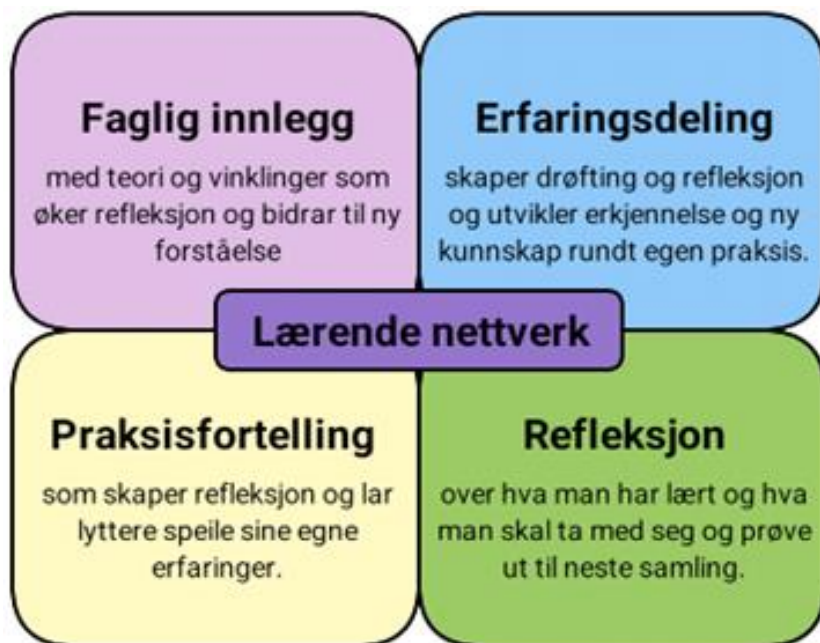 Faglig innlegg
med teori og vinklinger som
øker refleksjon og bidrar til ny
forståelse
Erfaringsdeling
skaper drøfting og refleksjon
og utvikler erkjennelse og ny
kunnskap rundt egen praksis.
Lærende nettverk
Praksisfortelling
som skaper refleksjon og lar
lyttere speile sine egne
erfaringer.
Refleksjon
over hva man har lært og hva
man skal ta med seg og prøve
ut til neste samling.